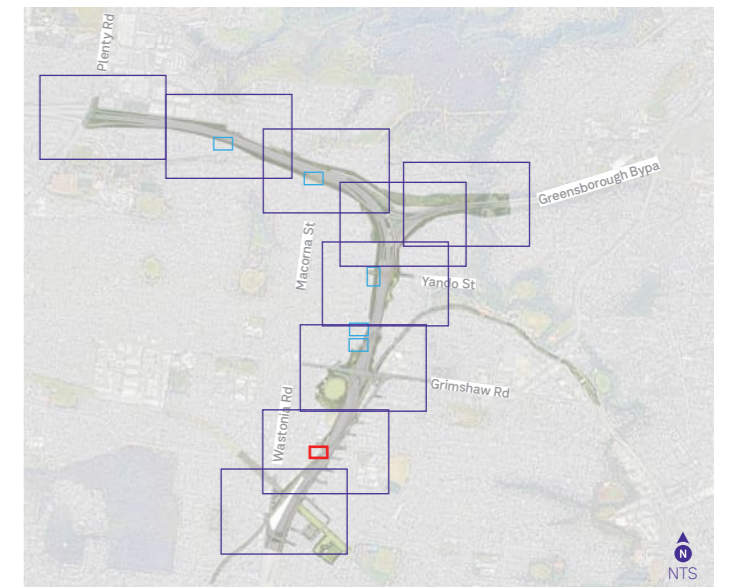 Plenty Rd
Greensborough Bypa
Macorna St
Yando St
Grimshaw Rd
Wastonia Rd
N
NTS